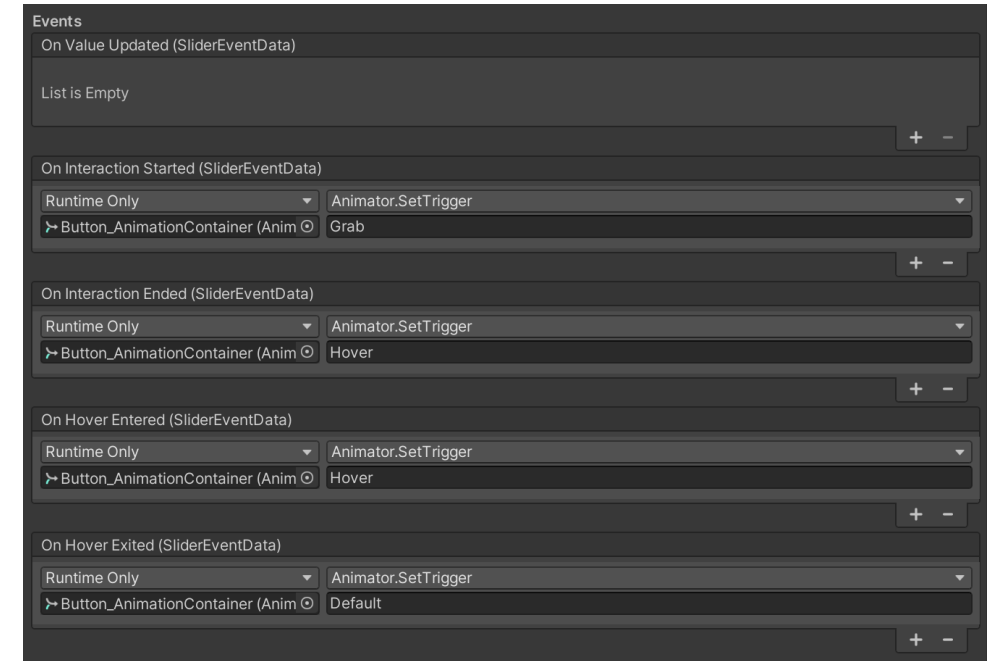 Events
On Value Updated (SliderEventData)
List is Empty
+ -
On Interaction Started (SliderEventData)
Runtime Only Animator.SetTrigger
Button_AnimationContainer (Anim Grab
+ -
On Interaction Ended (SliderEventData)
Runtime Only Animator.SetTrigger
Button_AnimationContainer (Anim Hover
+ -
On Hover Entered (SliderEventData)
Runtime Only Animator.SetTrigger
Button_AnimationContainer (Anim Hover
+ -
On Hover Exited (SliderEventData)
Runtime Only Animator.SetTrigger
Button_AnimationContainer (Anim Default
+ -